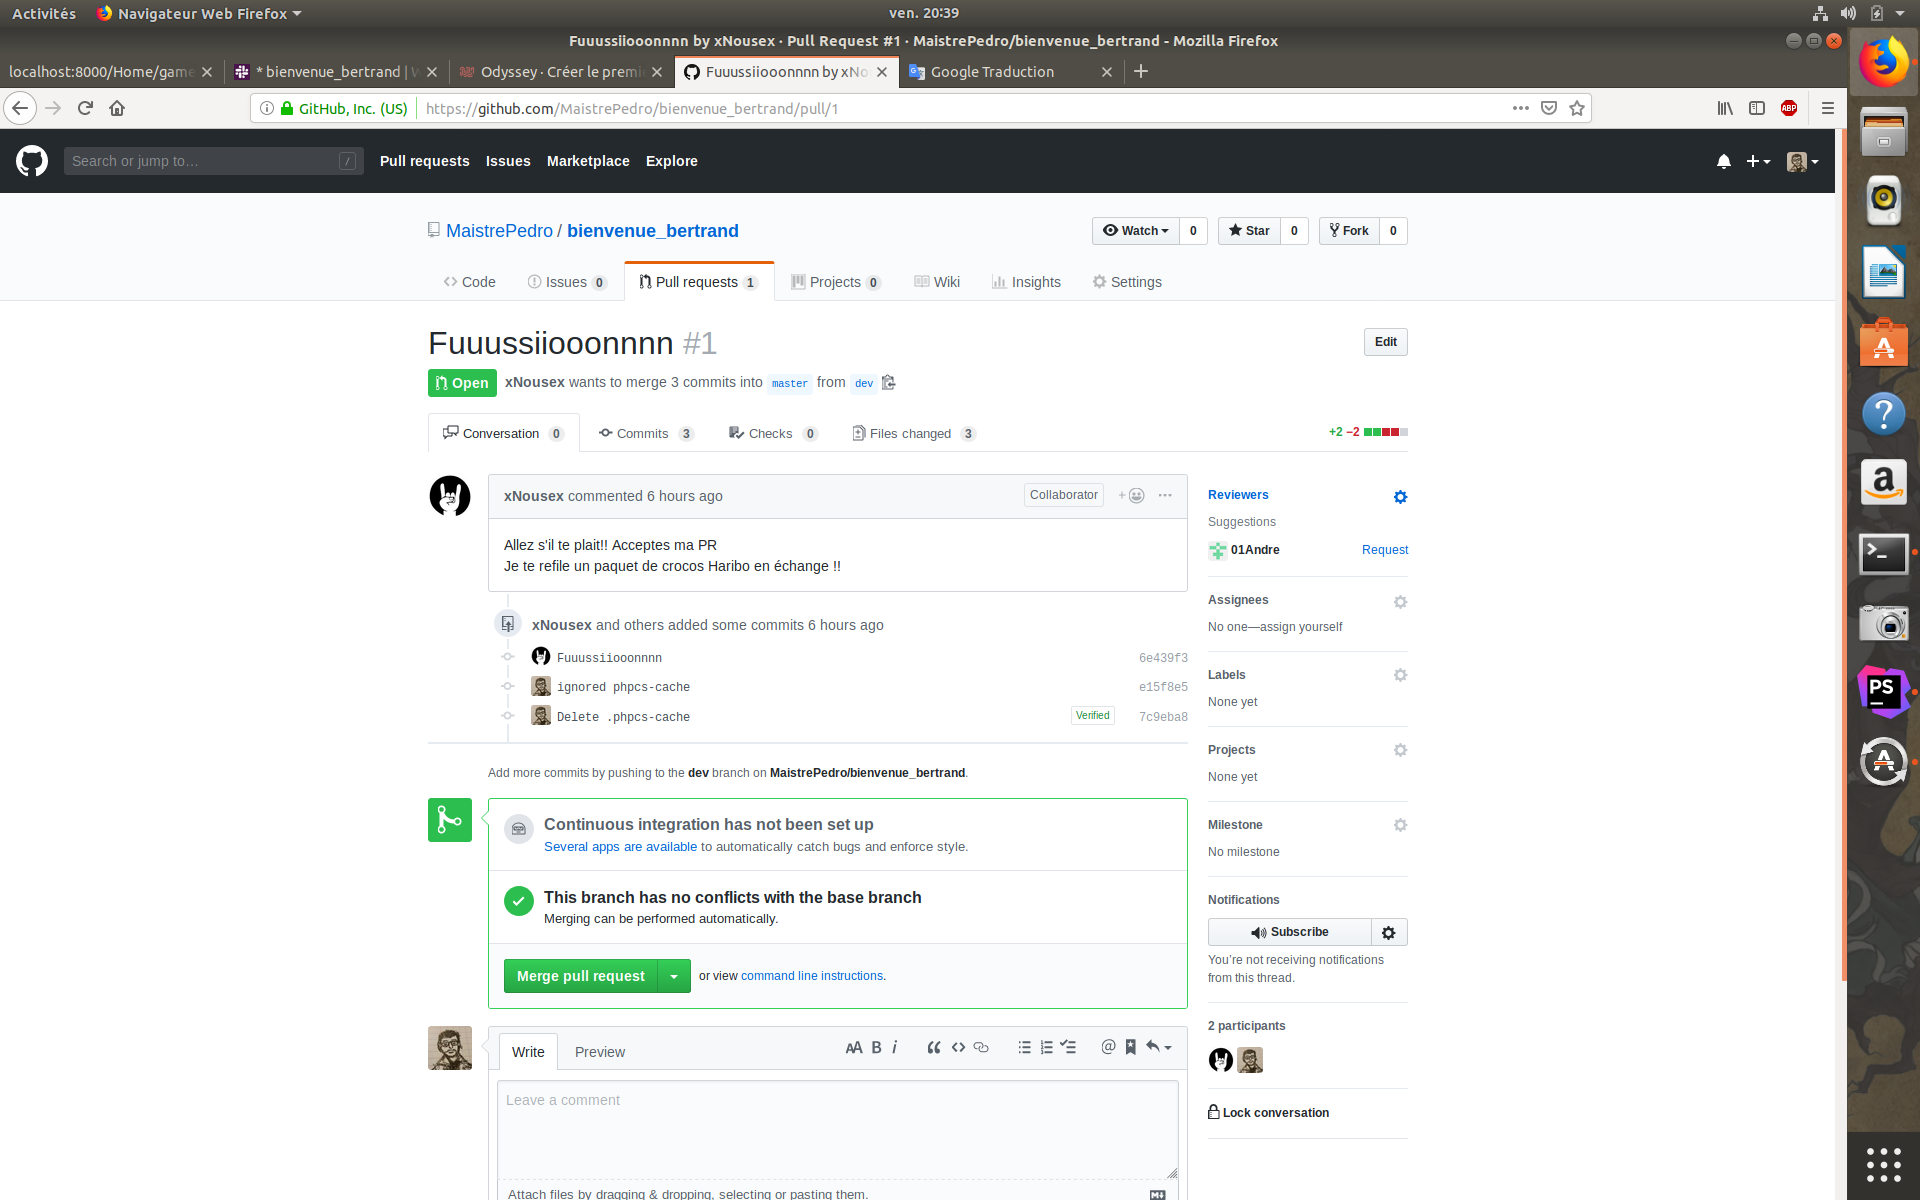 Activités
Navigateur Web Firefox
ven. 20:39
Fuuussiiooonnnn by xNousex · Pull Request #1 · MaistrePedro/bienvenue_bertrand - Mozilla Firefox
localhost:8000/Home/game
* bienvenue_bertrand |
Odyssey · Créer le premi
Fuuussiiooonnnn by xNo
Google Traduction
GitHub, Inc. (US)
https://github.com/MaistrePedro/bienvenue_bertrand/pull/1
ABP
Search or jump to…
/
Pull requests
Issues
Marketplace
Explore
MaistrePedro / bienvenue_bertrand
Watch 0
Star 0
Fork 0
Code
Issues 0
Pull requests 1
Projects 0
Wiki
Insights
Settings
Fuuussiiooonnnn #1
Edit
Open
xNousex wants to merge 3 commits into master from dev
Conversation 0
Commits 3
Checks 0
Files changed 3
+2 −2
xNousex commented 6 hours ago
Collaborator
Allez s'il te plait!! Acceptes ma PR
Je te refile un paquet de crocos Haribo en échange !!
xNousex and others added some commits 6 hours ago
Fuuussiiooonnnn 6e439f3
ignored phpcs-cache e15f8e5
Delete .phpcs-cache Verified 7c9eba8
Add more commits by pushing to the dev branch on MaistrePedro/bienvenue_bertrand.
Continuous integration has not been set up
Several apps are available to automatically catch bugs and enforce style.
This branch has no conflicts with the base branch
Merging can be performed automatically.
Merge pull request
or view command line instructions.
Write
Preview
Leave a comment
Attach files by dragging & dropping, selecting or pasting them.
Reviewers
Suggestions
01Andre
Request
Assignees
No one—assign yourself
Labels
None yet
Projects
None yet
Milestone
No milestone
Notifications
Subscribe
You're not receiving notifications
from this thread.
2 participants
Lock conversation
PS